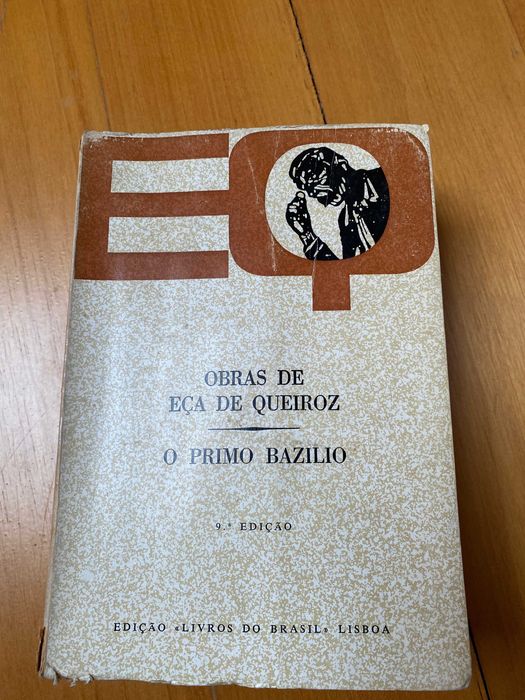 EQ
OBRAS DE
EÇA DE QUEIROZ
O PRIMO BAZILIO
9.ª EDIÇÃO
EDIÇÃO «LIVROS DO BRASIL» LISBOA